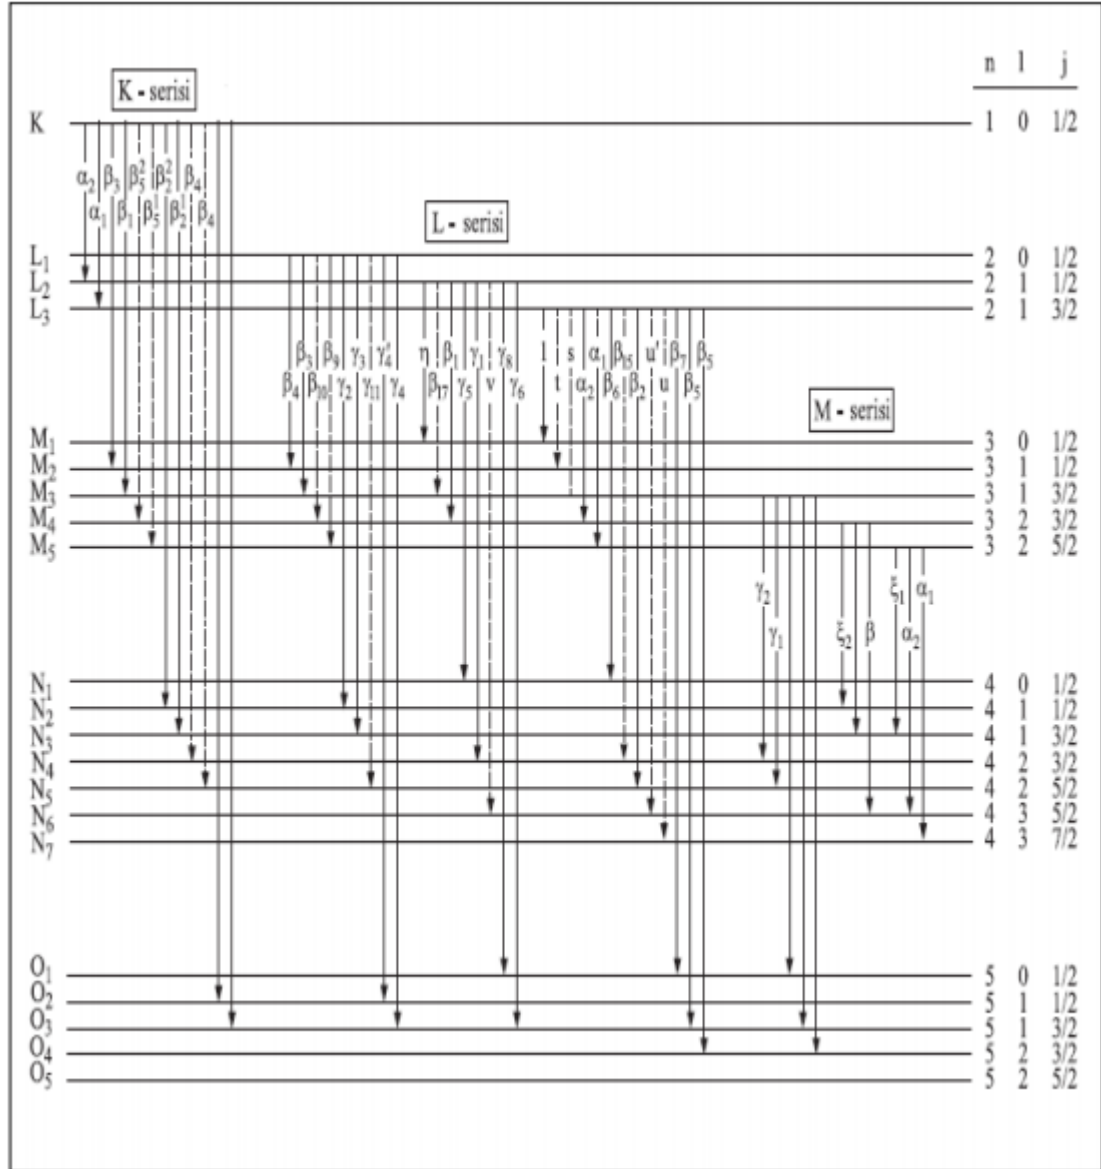 n l j
K - serisi
K 1 0 1/2
α₂ β₃ β₅² β₂² β₄
α₁ β₁ β₅¹ β₂¹ β₄
L - serisi
L₁ 2 0 1/2
L₂ 2 1 1/2
L₃ 2 1 3/2
β₃ β₉ γ₃ γ₄' η β₁ γ₁ γ₈ l s α₁ β₁₅ u' β₇ β₅
β₄ β₁₀ γ₂ γ₁₁ γ₄ β₁₇ γ₅ v γ₆ t α₂ β₆ β₂ u β₅
M - serisi
M₁ 3 0 1/2
M₂ 3 1 1/2
M₃ 3 1 3/2
M₄ 3 2 3/2
M₅ 3 2 5/2
γ₂ ξ₁ α₁
γ₁ ξ₂ β α₂
N₁ 4 0 1/2
N₂ 4 1 1/2
N₃ 4 1 3/2
N₄ 4 2 3/2
N₅ 4 2 5/2
N₆ 4 3 5/2
N₇ 4 3 7/2
O₁ 5 0 1/2
O₂ 5 1 1/2
O₃ 5 1 3/2
O₄ 5 2 3/2
O₅ 5 2 5/2